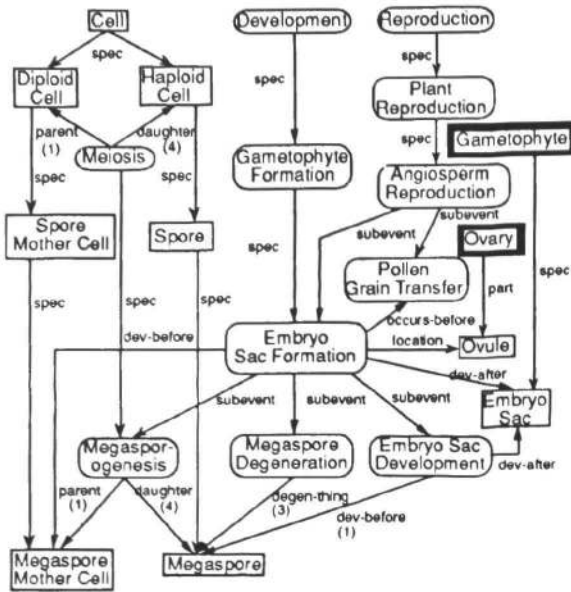 Cell
Development
Reproduction
spec
Diploid
Cell
Haploid
Cell
spec
spec
Plant
Reproduction
parent
(1)
daughter
(4)
Meiosis
spec
Gametophyte
spec
spec
Gametophyte
Formation
Angiosperm
Reproduction
Spore
Mother Cell
Spore
subevent
subevent
Ovary
spec
spec
spec
spec
spec
Pollen
Grain Transfer
part
occurs-before
dev-before
Embryo
Sac Formation
location
Ovule
dev-after
subevent
subevent
subevent
Embryo
Sac
Megaspor-
ogenesis
Megaspore
Degeneration
Embryo Sac
Development
dev-after
parent
(1)
daughter
(4)
degen-thing
(3)
dev-before
(1)
Megaspore
Mother Cell
Megaspore